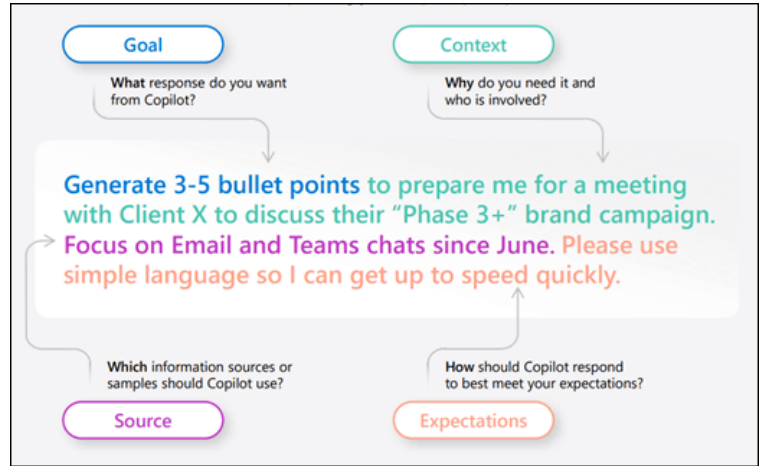 Goal
Context
What response do you want
from Copilot?
Why do you need it and
who is involved?
Generate 3-5 bullet points to prepare me for a meeting
with Client X to discuss their “Phase 3+” brand campaign.
Focus on Email and Teams chats since June. Please use
simple language so I can get up to speed quickly.
Which information sources or
samples should Copilot use?
How should Copilot respond
to best meet your expectations?
Source
Expectations